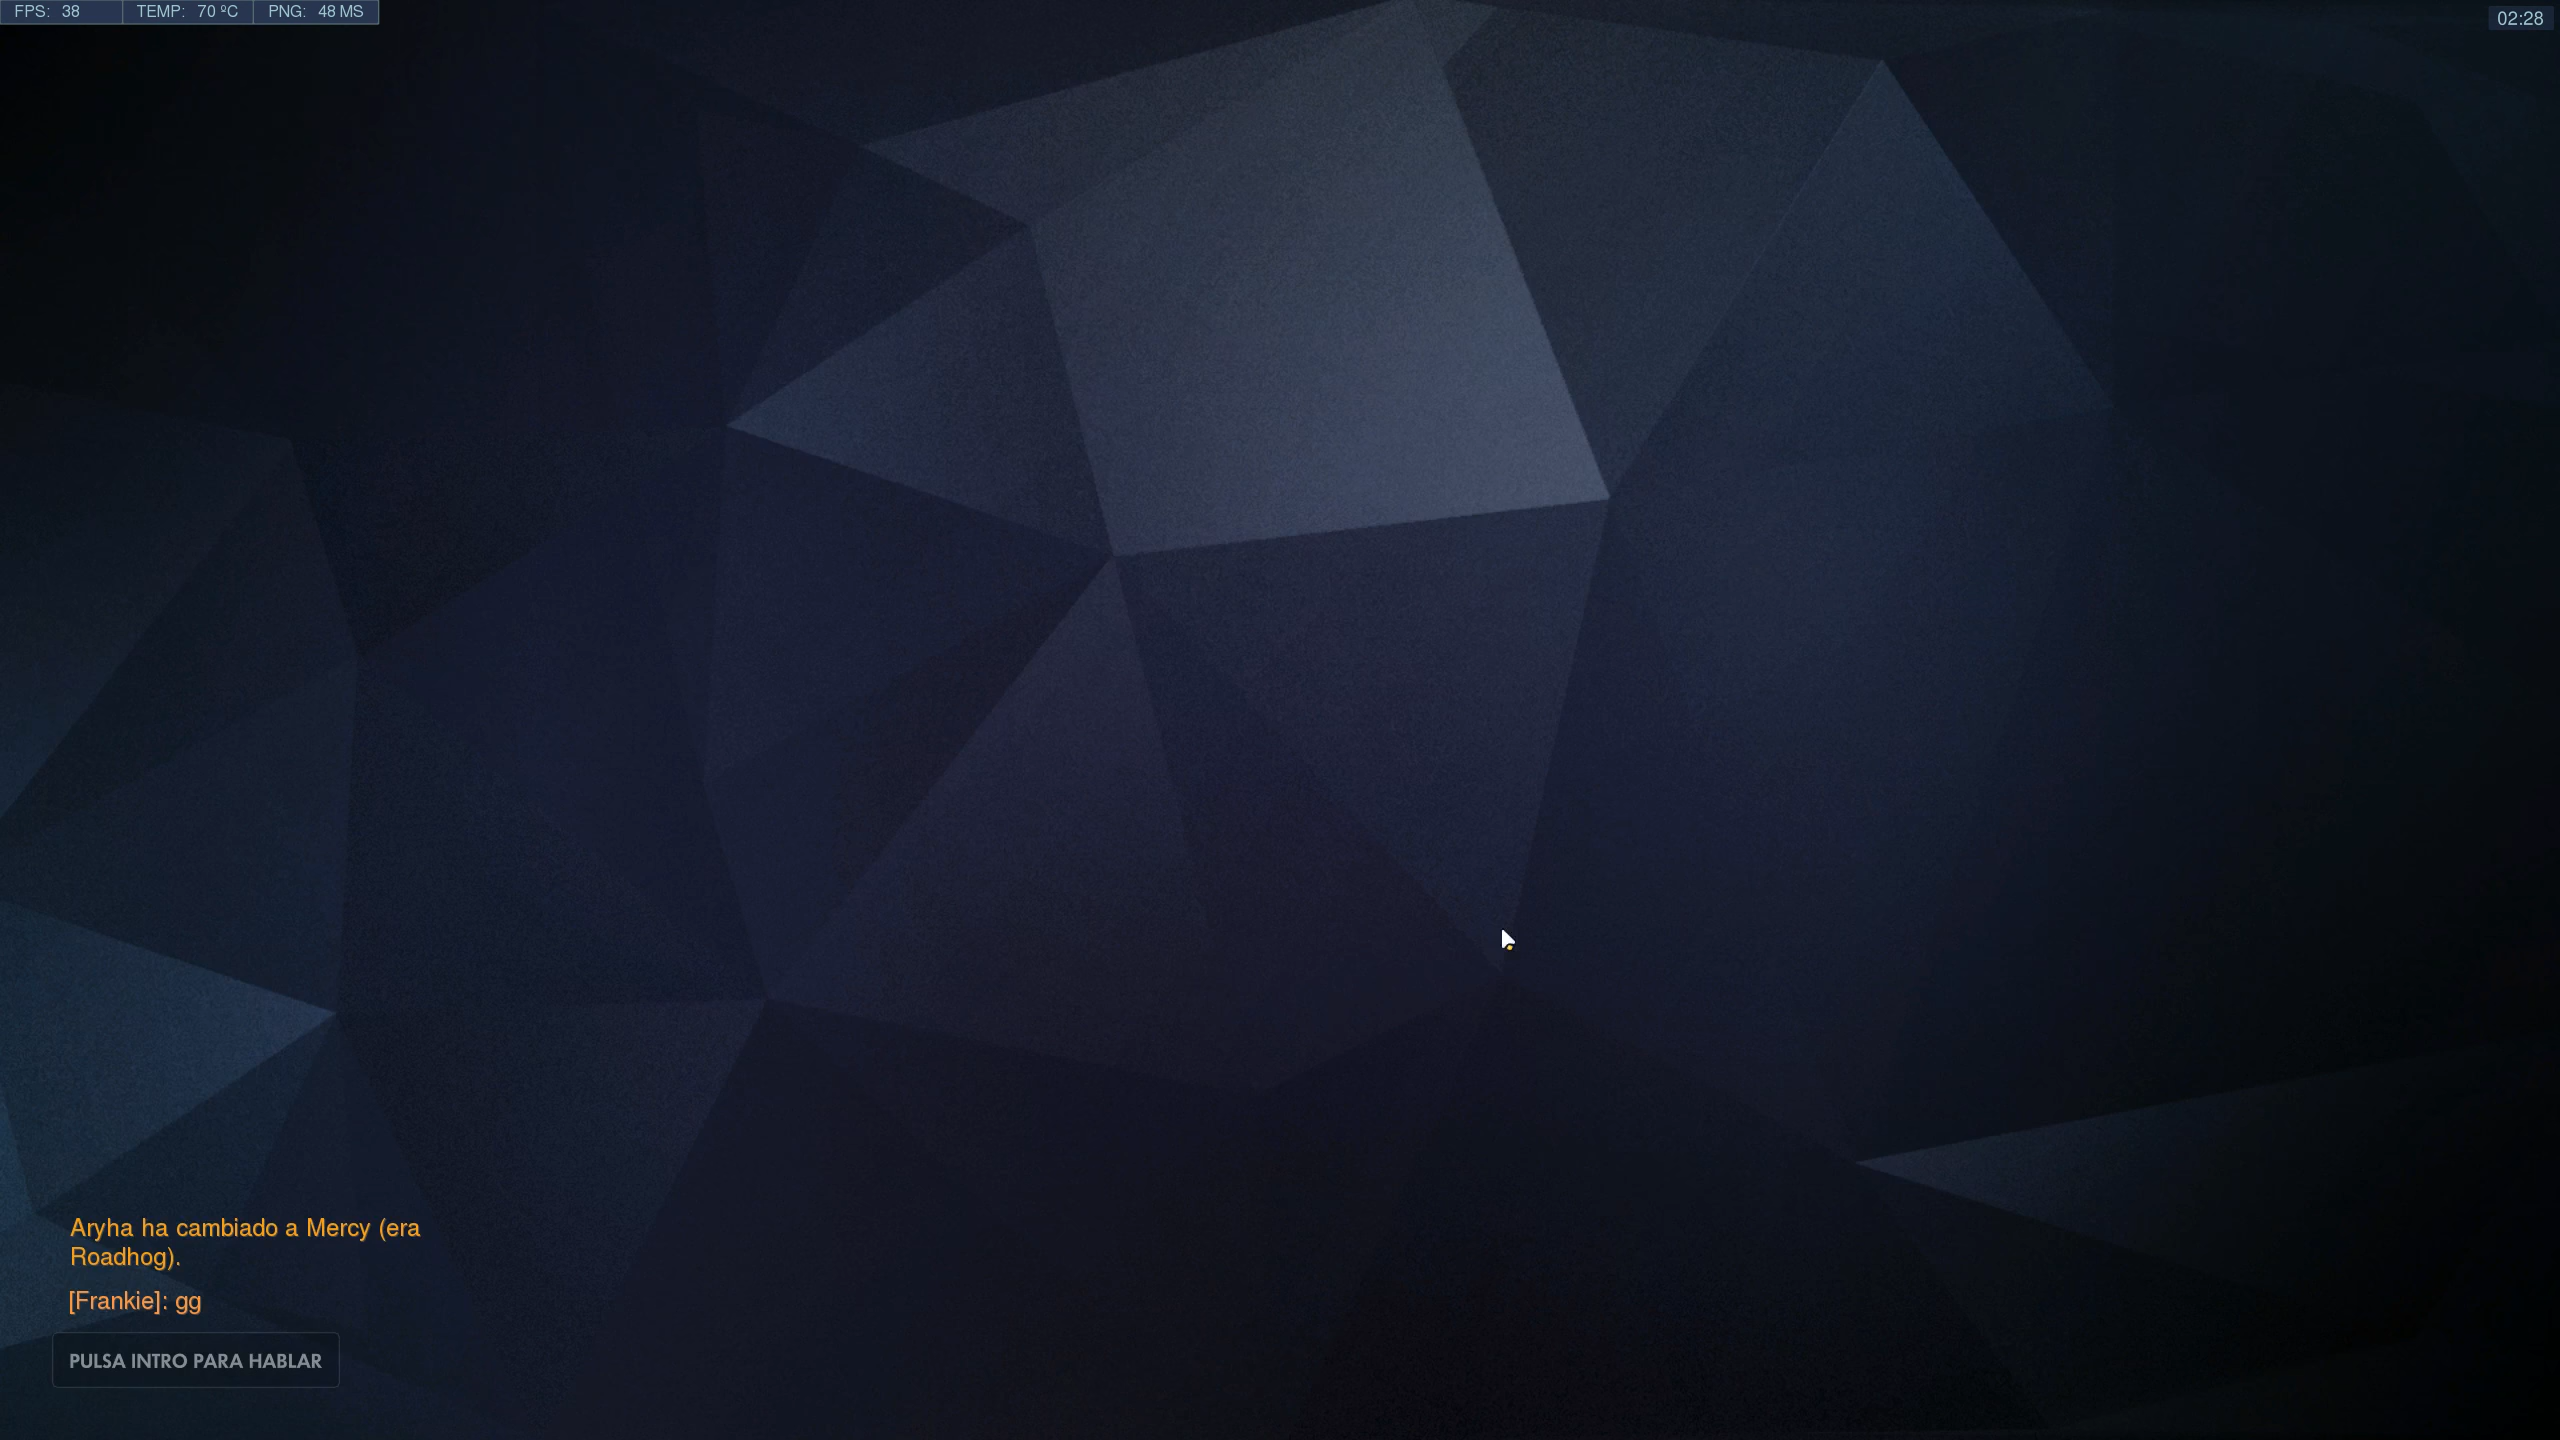 FPS: 38 TEMP: 70 ºC PNG: 48 MS
02:28
Aryha ha cambiado a Mercy (era
Roadhog).
[Frankie]: gg
PULSA INTRO PARA HABLAR